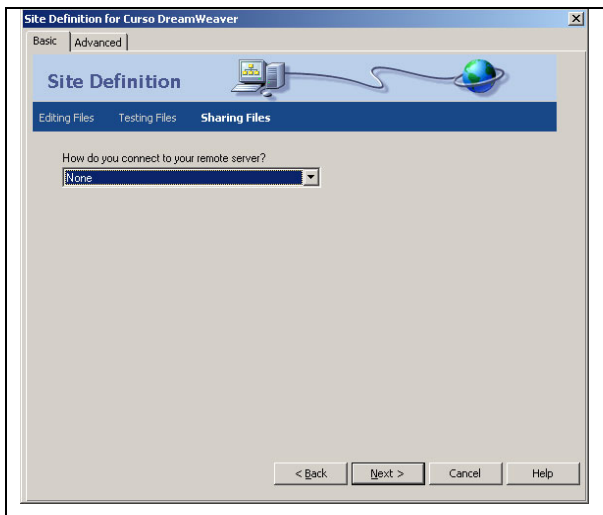 Site Definition for Curso DreamWeaver
Basic Advanced
Site Definition
Editing Files Testing Files Sharing Files
How do you connect to your remote server?
None
< Back Next > Cancel Help